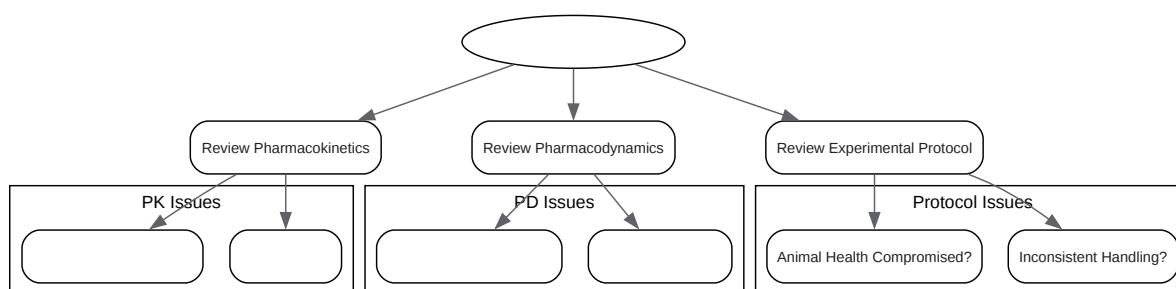 Review Pharmacokinetics
Review Pharmacodynamics
Review Experimental Protocol
PK Issues
PD Issues
Protocol Issues
Animal Health Compromised?
Inconsistent Handling?